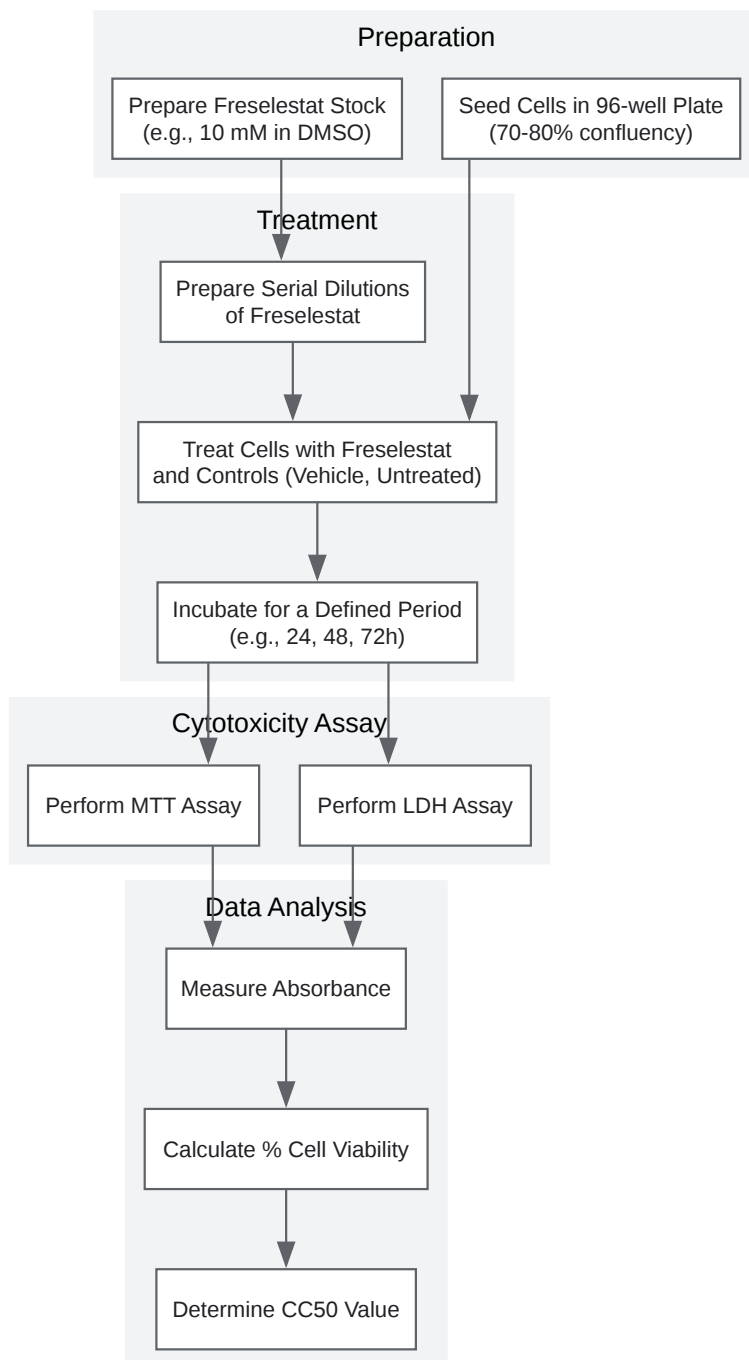 Preparation
Prepare Freselestat Stock
(e.g., 10 mM in DMSO)
Seed Cells in 96-well Plate
(70-80% confluency)
Treatment
Prepare Serial Dilutions
of Freselestat
Treat Cells with Freselestat
and Controls (Vehicle, Untreated)
Incubate for a Defined Period
(e.g., 24, 48, 72h)
Cytotoxicity Assay
Perform MTT Assay
Perform LDH Assay
Data Analysis
Measure Absorbance
Calculate % Cell Viability
Determine CC50 Value